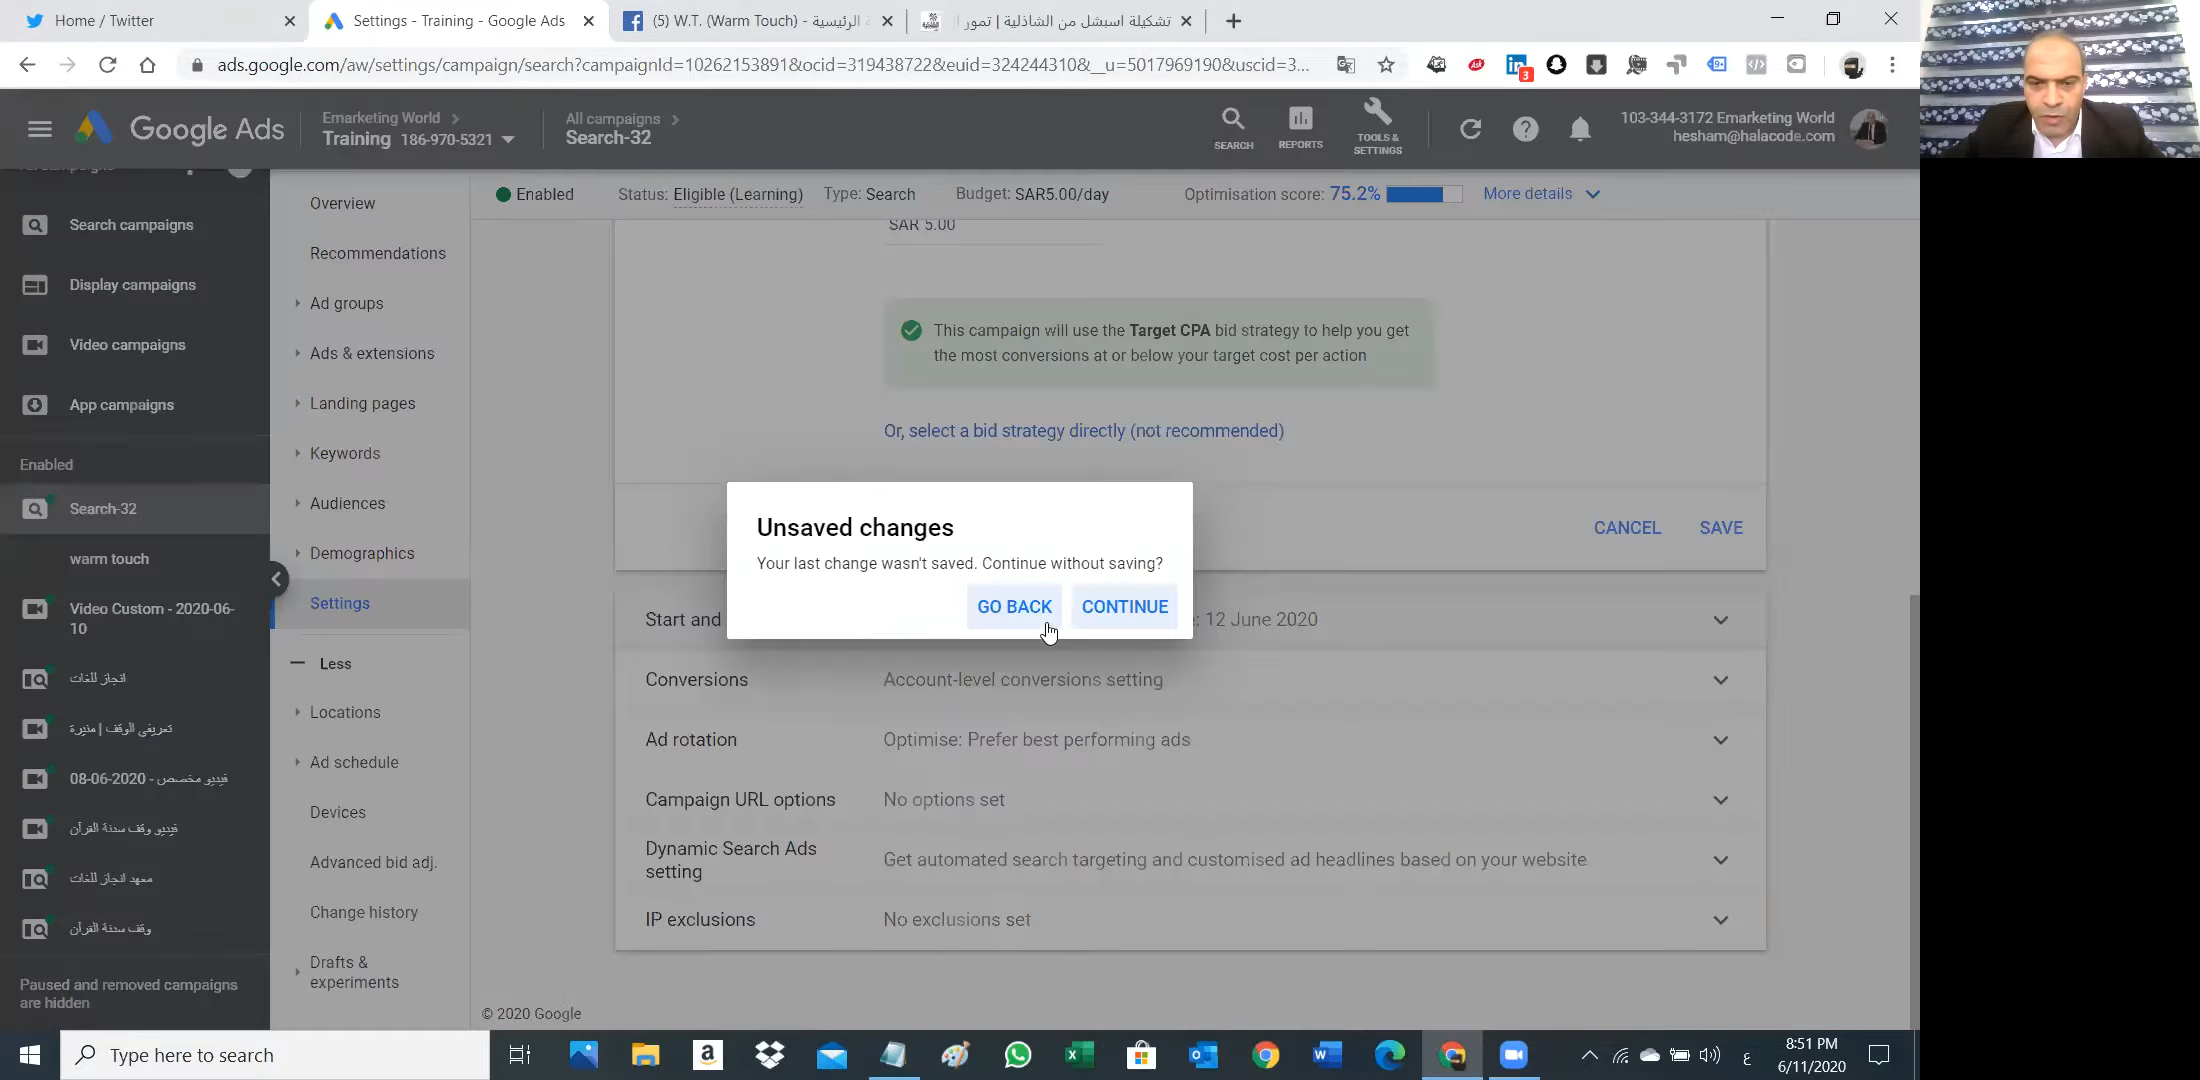 Home / Twitter
Settings - Training - Google Ads
(5) W.T. (Warm Touch) - الرئيسية
تشكيلة اسبشل من الشاذلية | تمور
ads.google.com/aw/settings/campaign/search?campaignId=10262153891&ocid=319438722&euid=324244310&__u=5017969190&uscid=3...
Google Ads
Emarketing World
Training 186-970-5321
All campaigns
Search-32
SEARCH
REPORTS
TOOLS &
SETTINGS
103-344-3172 Emarketing World
hesham@halacode.com
Enabled
Status: Eligible (Learning)
Type: Search
Budget: SAR5.00/day
Optimisation score: 75.2%
More details
Search campaigns
Display campaigns
Video campaigns
App campaigns
Enabled
Search-32
warm touch
Video Custom - 2020-06-
10
انجاز للغات
تعريفي الوقف | منيرة
فيديو مخصص - 2020-06-08
فيديو وقف سدنة القرآن
معهد انجاز للغات
وقف سدنة القرآن
Paused and removed campaigns
are hidden
Overview
Recommendations
Ad groups
Ads & extensions
Landing pages
Keywords
Audiences
Demographics
Settings
Less
Locations
Ad schedule
Devices
Advanced bid adj.
Change history
Drafts &
experiments
SAR 5.00
This campaign will use the Target CPA bid strategy to help you get
the most conversions at or below your target cost per action
Or, select a bid strategy directly (not recommended)
CANCEL
SAVE
Unsaved changes
Your last change wasn't saved. Continue without saving?
GO BACK
CONTINUE
Start and
: 12 June 2020
Conversions
Account-level conversions setting
Ad rotation
Optimise: Prefer best performing ads
Campaign URL options
No options set
Dynamic Search Ads
setting
Get automated search targeting and customised ad headlines based on your website
IP exclusions
No exclusions set
© 2020 Google
Type here to search
ع
8:51 PM
6/11/2020